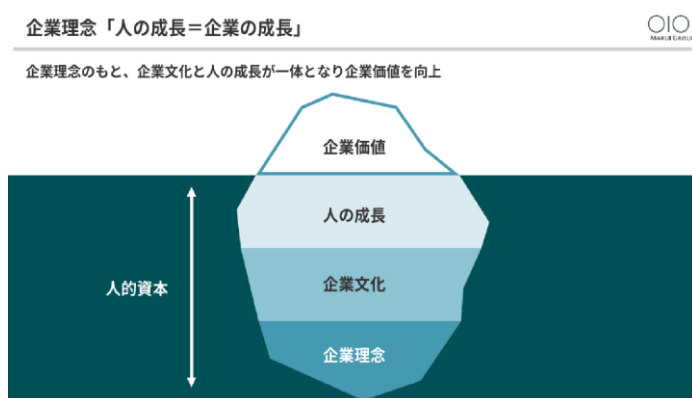 企業理念「人の成長＝企業の成長」
OIOI
MARUI GROUP
企業理念のもと、企業文化と人の成長が一体となり企業価値を向上
企業価値
人の成長
企業文化
人的資本
企業理念